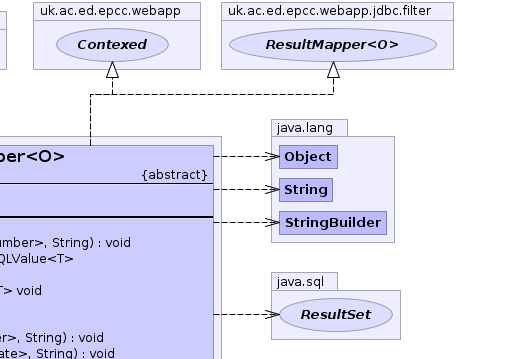 uk.ac.ed.epcc.webapp
uk.ac.ed.epcc.webapp.jdbc.filter
Contexed
ResultMapper<O>
java.lang
per<O>
Object
{abstract}
String
StringBuilder
umber>, String) : void
QLValue<T>
java.sql
T> void
ResultSet
er>, String) : void
ate>, String) : void